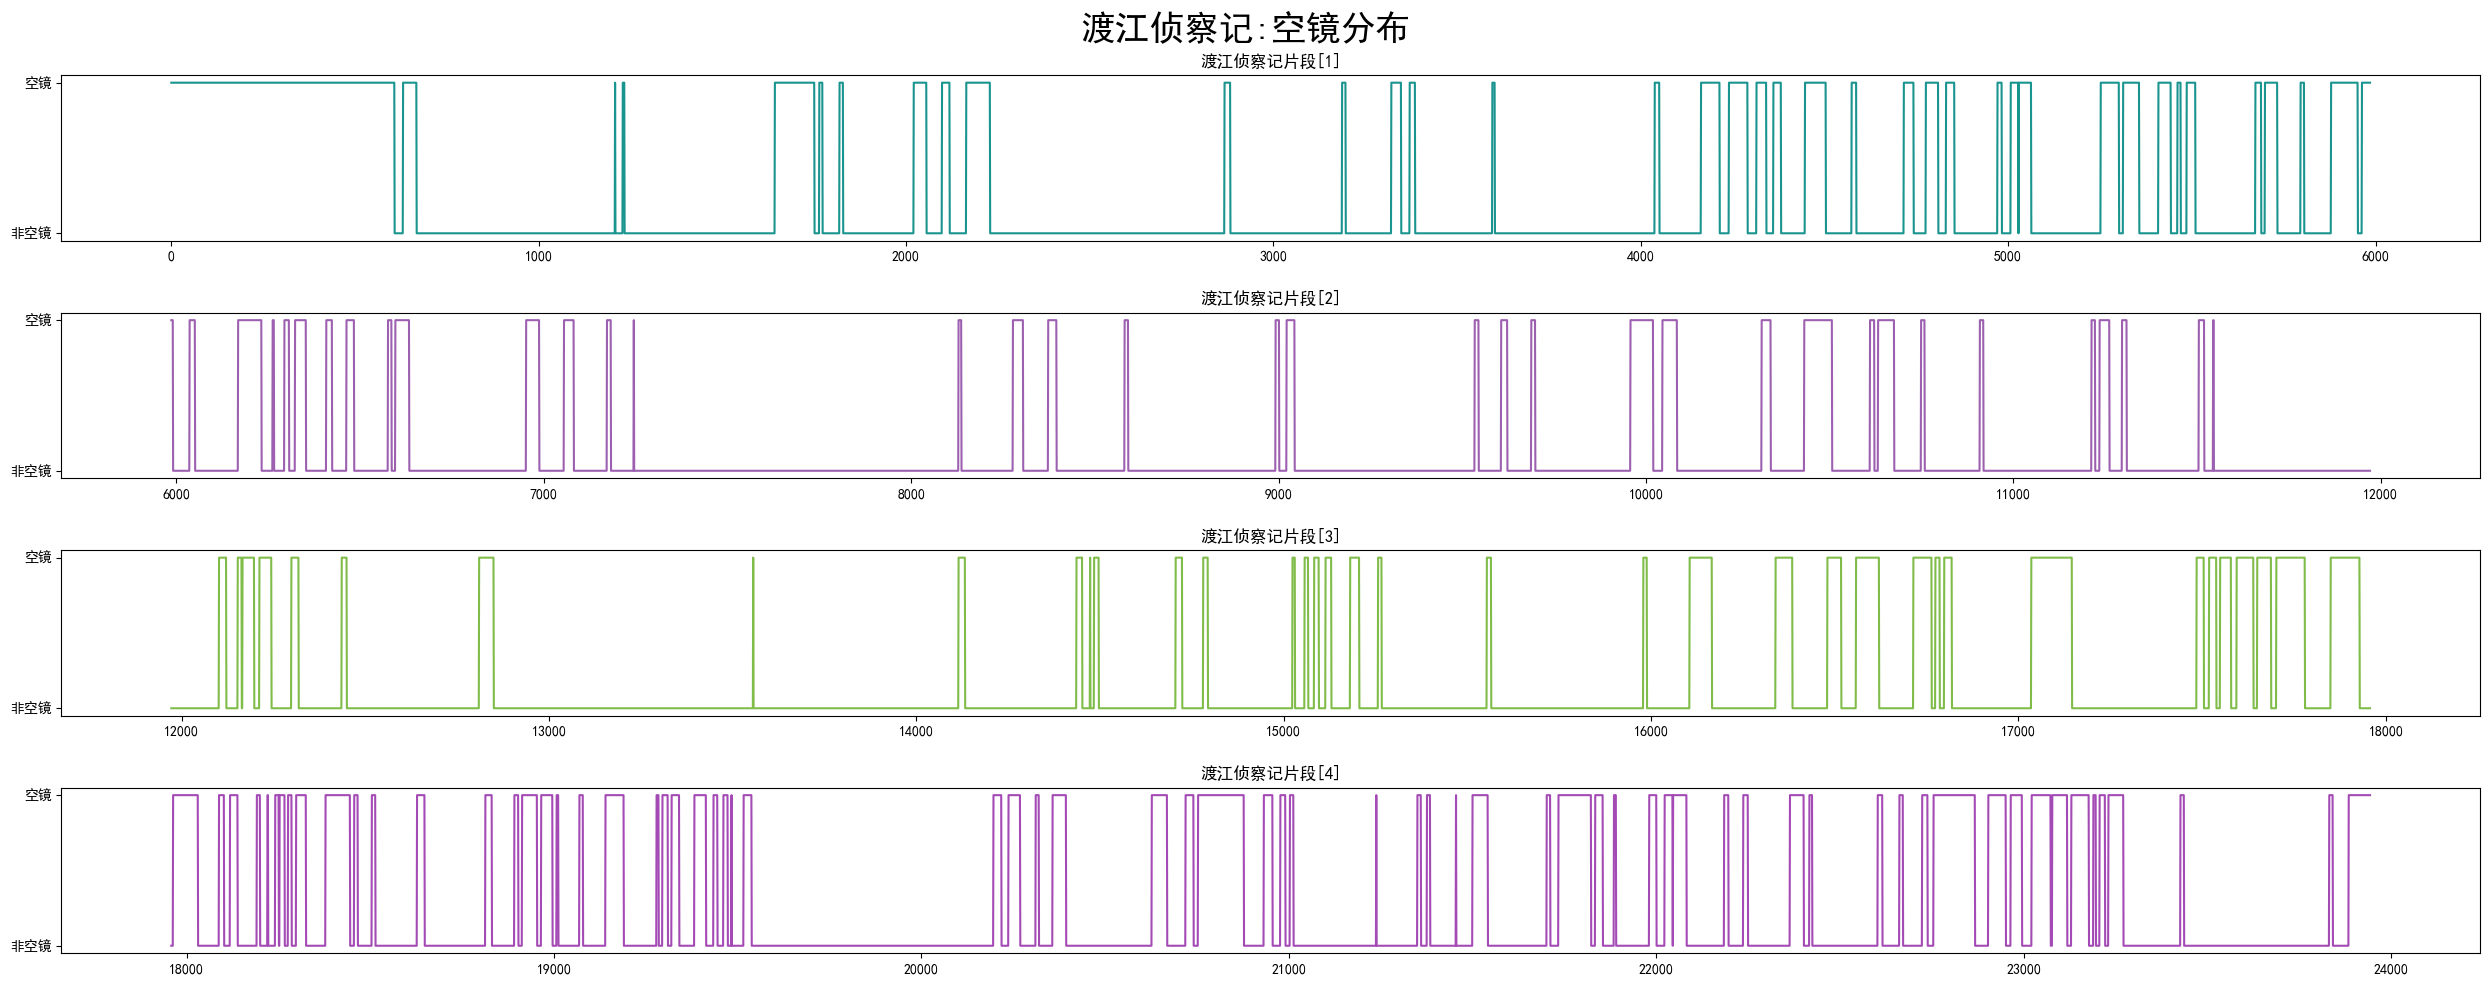 渡江侦察记:空镜分布
渡江侦察记片段[1]
空镜
非空镜
0 1000 2000 3000 4000 5000 6000
渡江侦察记片段[2]
空镜
非空镜
6000 7000 8000 9000 10000 11000 12000
渡江侦察记片段[3]
空镜
非空镜
12000 13000 14000 15000 16000 17000 18000
渡江侦察记片段[4]
空镜
非空镜
18000 19000 20000 21000 22000 23000 24000